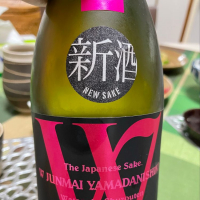 新酒
NEW SAKE
W
The Japanese Sake
W JUNMAI YAMADANISHIKI